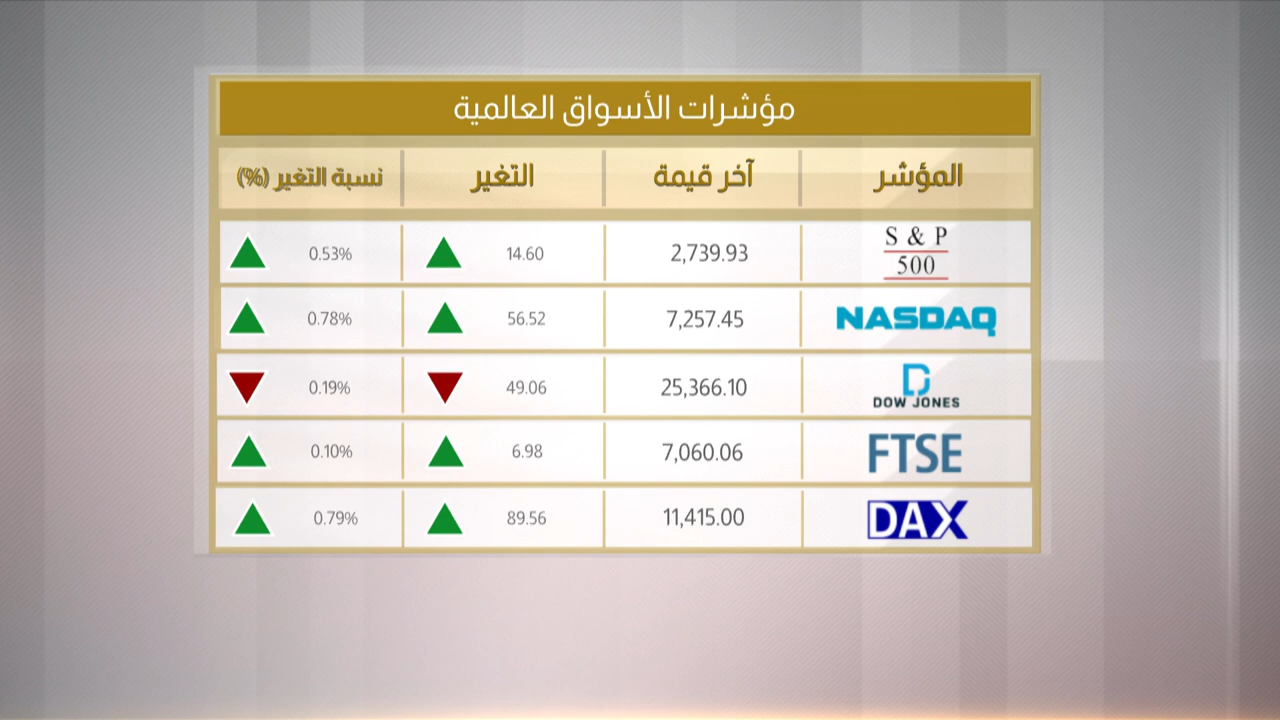 مؤشرات الأسواق العالمية
المؤشر آخر قيمة التغير نسبة التغير (%)
S & P
500 2,739.93 14.60 0.53%
NASDAQ 7,257.45 56.52 0.78%
DOW JONES 25,366.10 49.06 0.19%
FTSE 7,060.06 6.98 0.10%
DAX 11,415.00 89.56 0.79%